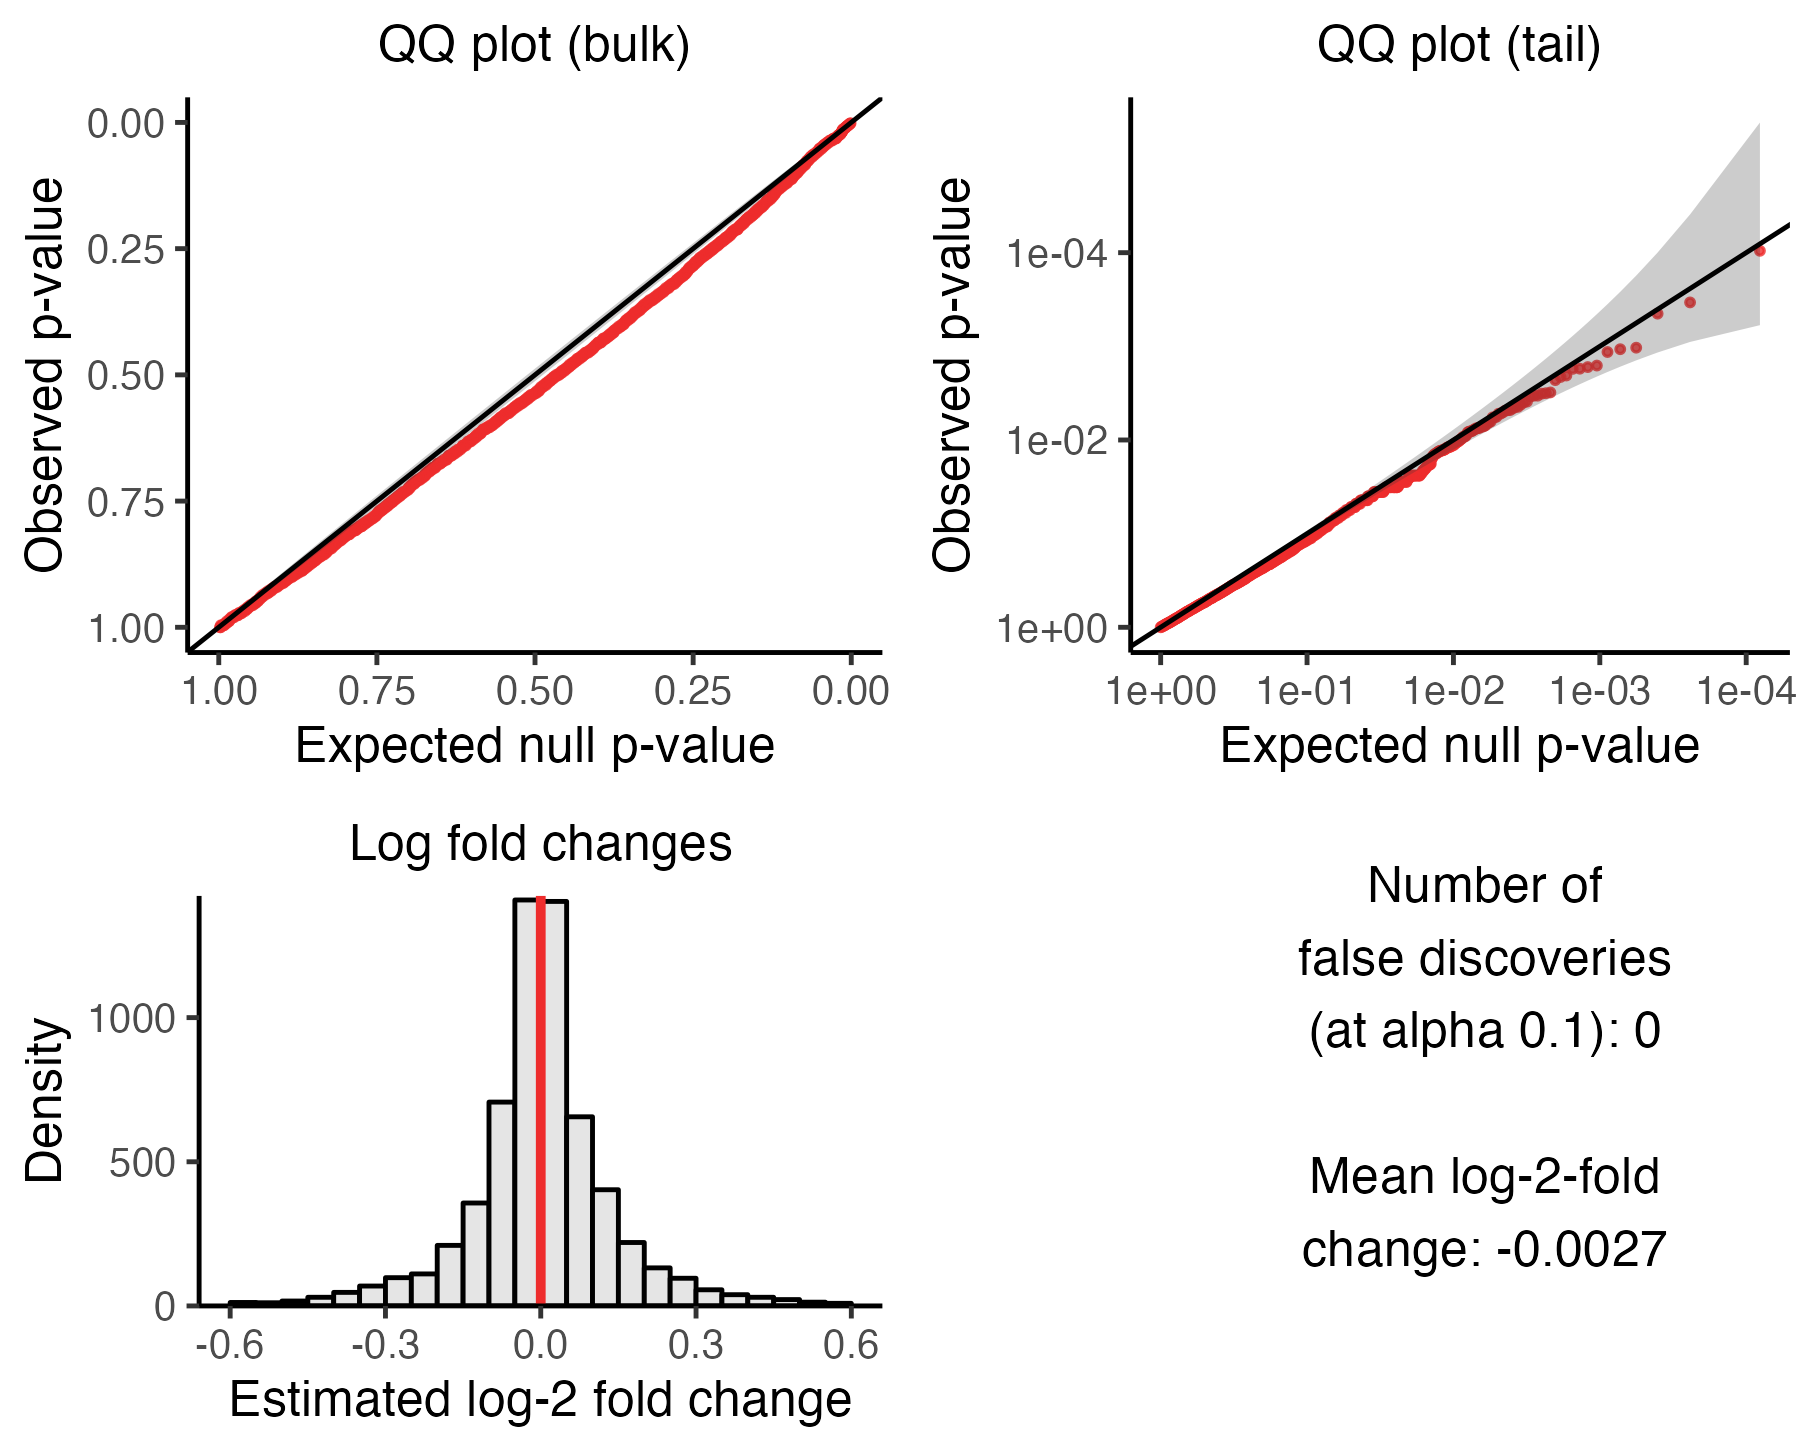 QQ plot (bulk)
Observed p-value
0.00
0.25
0.50
0.75
1.00
1.00 0.75 0.50 0.25 0.00
Expected null p-value
QQ plot (tail)
Observed p-value
1e-04
1e-02
1e+00
1e+00 1e-01 1e-02 1e-03 1e-04
Expected null p-value
Log fold changes
Density
1000
500
0
-0.6 -0.3 0.0 0.3 0.6
Estimated log-2 fold change
Number of
false discoveries
(at alpha 0.1): 0
Mean log-2-fold
change: -0.0027